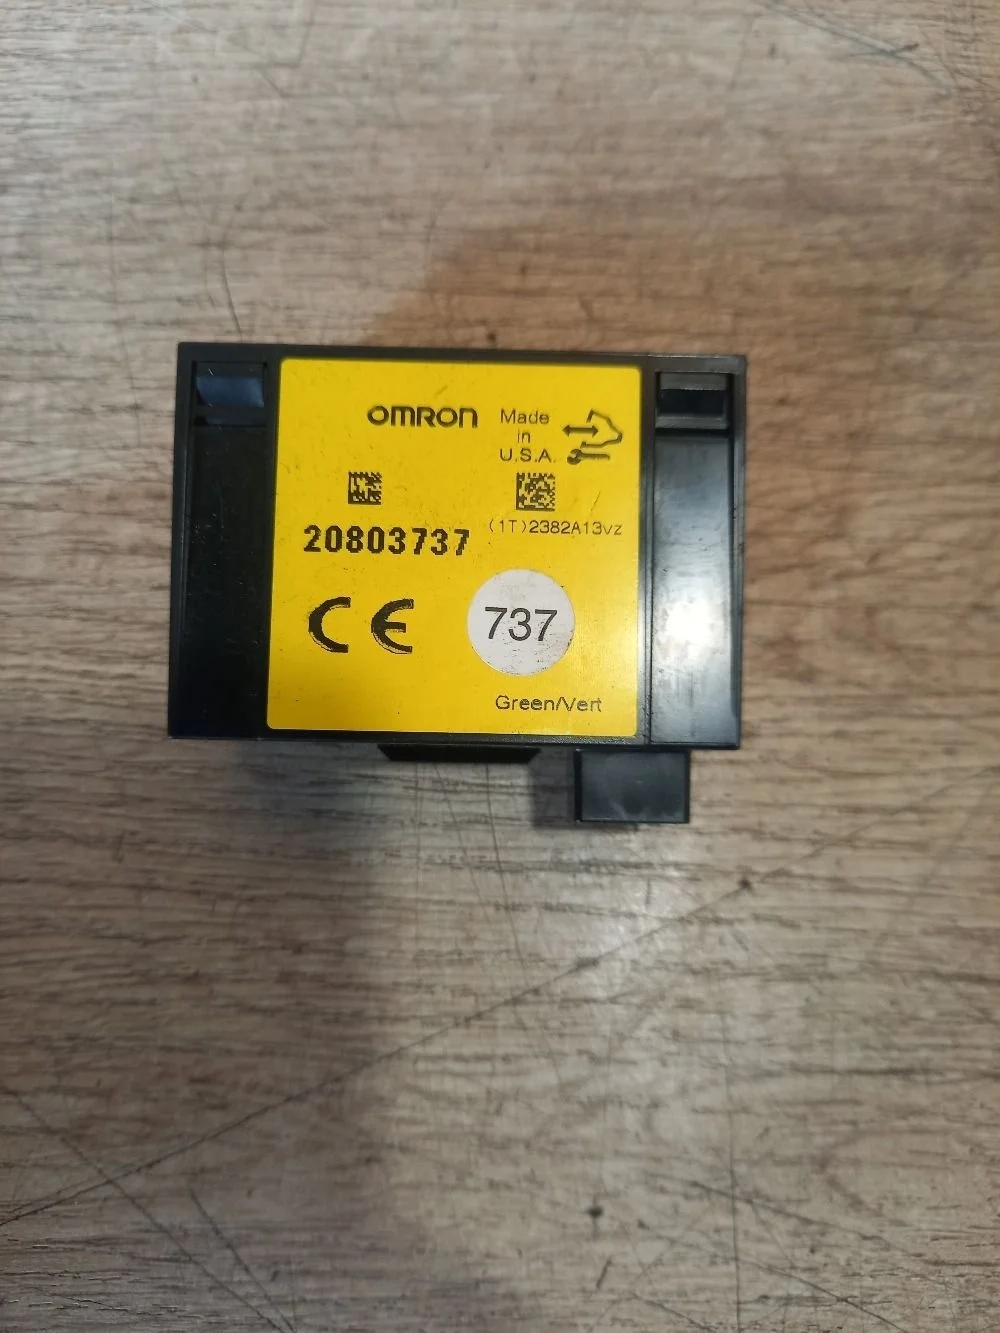 OMRON
Made
in
U.S.A.
20803737
(1T)2382A13vz
CE
737
Green/Vert